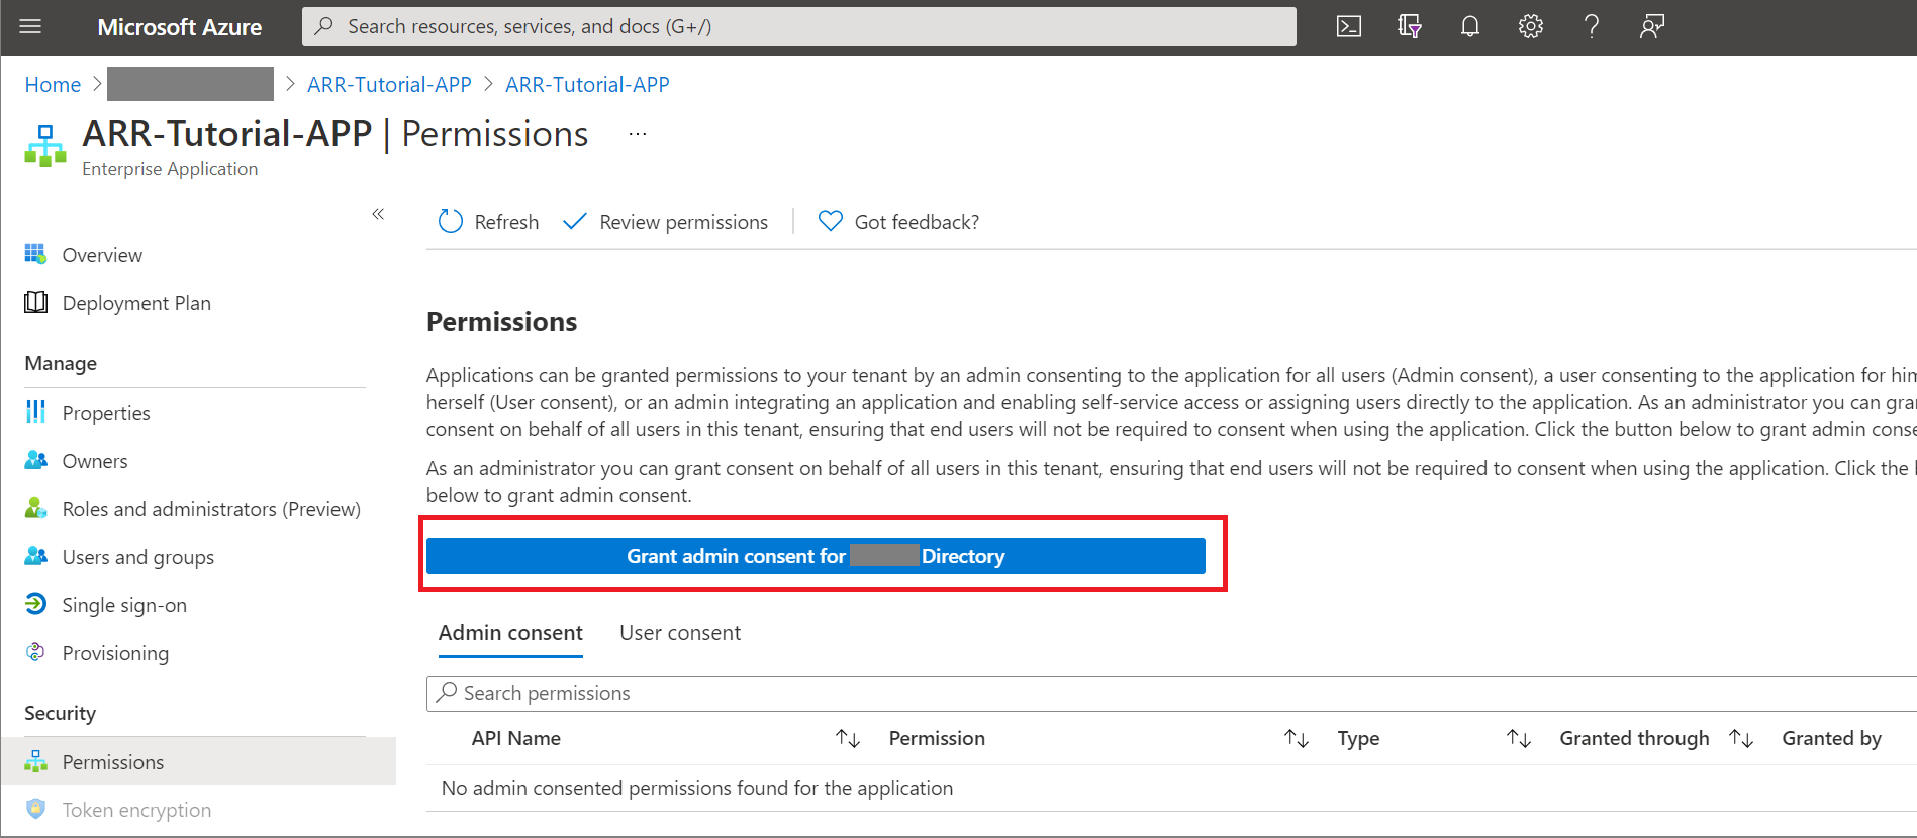 Microsoft Azure
Search resources, services, and docs (G+/)
Home > > ARR-Tutorial-APP > ARR-Tutorial-APP
ARR-Tutorial-APP | Permissions ...
Enterprise Application
«
Refresh
Review permissions
Got feedback?
Overview
Deployment Plan
Manage
Properties
Owners
Roles and administrators (Preview)
Users and groups
Single sign-on
Provisioning
Security
Permissions
Token encryption
Permissions
Applications can be granted permissions to your tenant by an admin consenting to the application for all users (Admin consent), a user consenting to the application for
herself (User consent), or an admin integrating an application and enabling self-service access or assigning users directly to the application. As an administrator you can
consent on behalf of all users in this tenant, ensuring that end users will not be required to consent when using the application. Click the button below to grant admin
As an administrator you can grant consent on behalf of all users in this tenant, ensuring that end users will not be required to consent when using the application. Click the
below to grant admin consent.
Grant admin consent for Directory
Admin consent
User consent
Search permissions
API Name
Permission
Type
Granted through
Granted by
No admin consented permissions found for the application